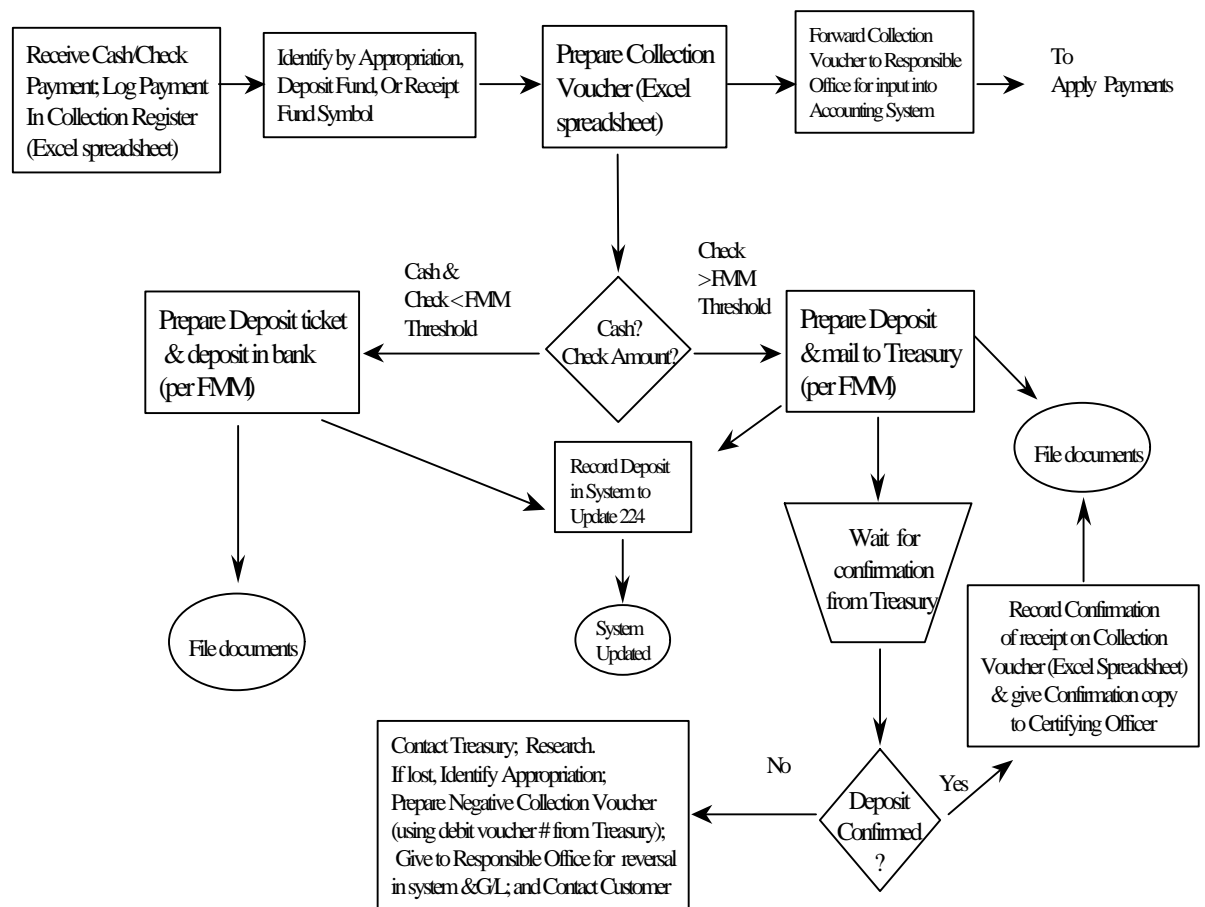 Receive Cash/Check
Payment; Log Payment
In Collection Register
(Excel spreadsheet)
Identify by Appropriation,
Deposit Fund, Or Receipt
Fund Symbol
Prepare Collection
Voucher (Excel
spreadsheet)
Forward Collection
Voucher to Responsible
Office for input into
Accounting System
To
Apply Payments
Cash &
Check < FMM
Threshold
Check
>FMM
Threshold
Prepare Deposit ticket
& deposit in bank
(per FMM)
Cash?
Check Amount?
Prepare Deposit
& mail to Treasury
(per FMM)
File documents
Record Deposit
in System to
Update 224
Wait for
confirmation
from Treasury
File documents
System
Updated
Record Confirmation
of receipt on Collection
Voucher (Excel Spreadsheet)
& give Confirmation copy
to Certifying Officer
Contact Treasury; Research.
If lost, Identify Appropriation;
Prepare Negative Collection Voucher
(using debit voucher # from Treasury);
Give to Responsible Office for reversal
in system &G/L; and Contact Customer
No
Yes
Deposit
Confirmed
?